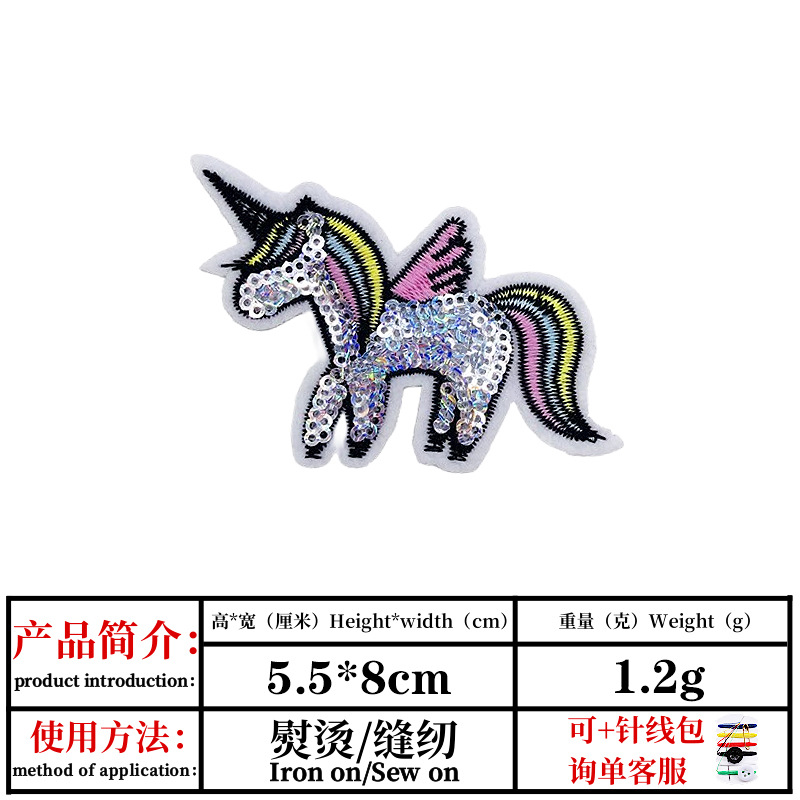 产品简介：
product introduction:
高*宽（厘米）Height*width（cm）
重量（克）Weight（g）
5.5*8cm
1.2g
使用方法：
method of application:
熨烫/缝纫
Iron on/Sew on
可+针线包
询单客服